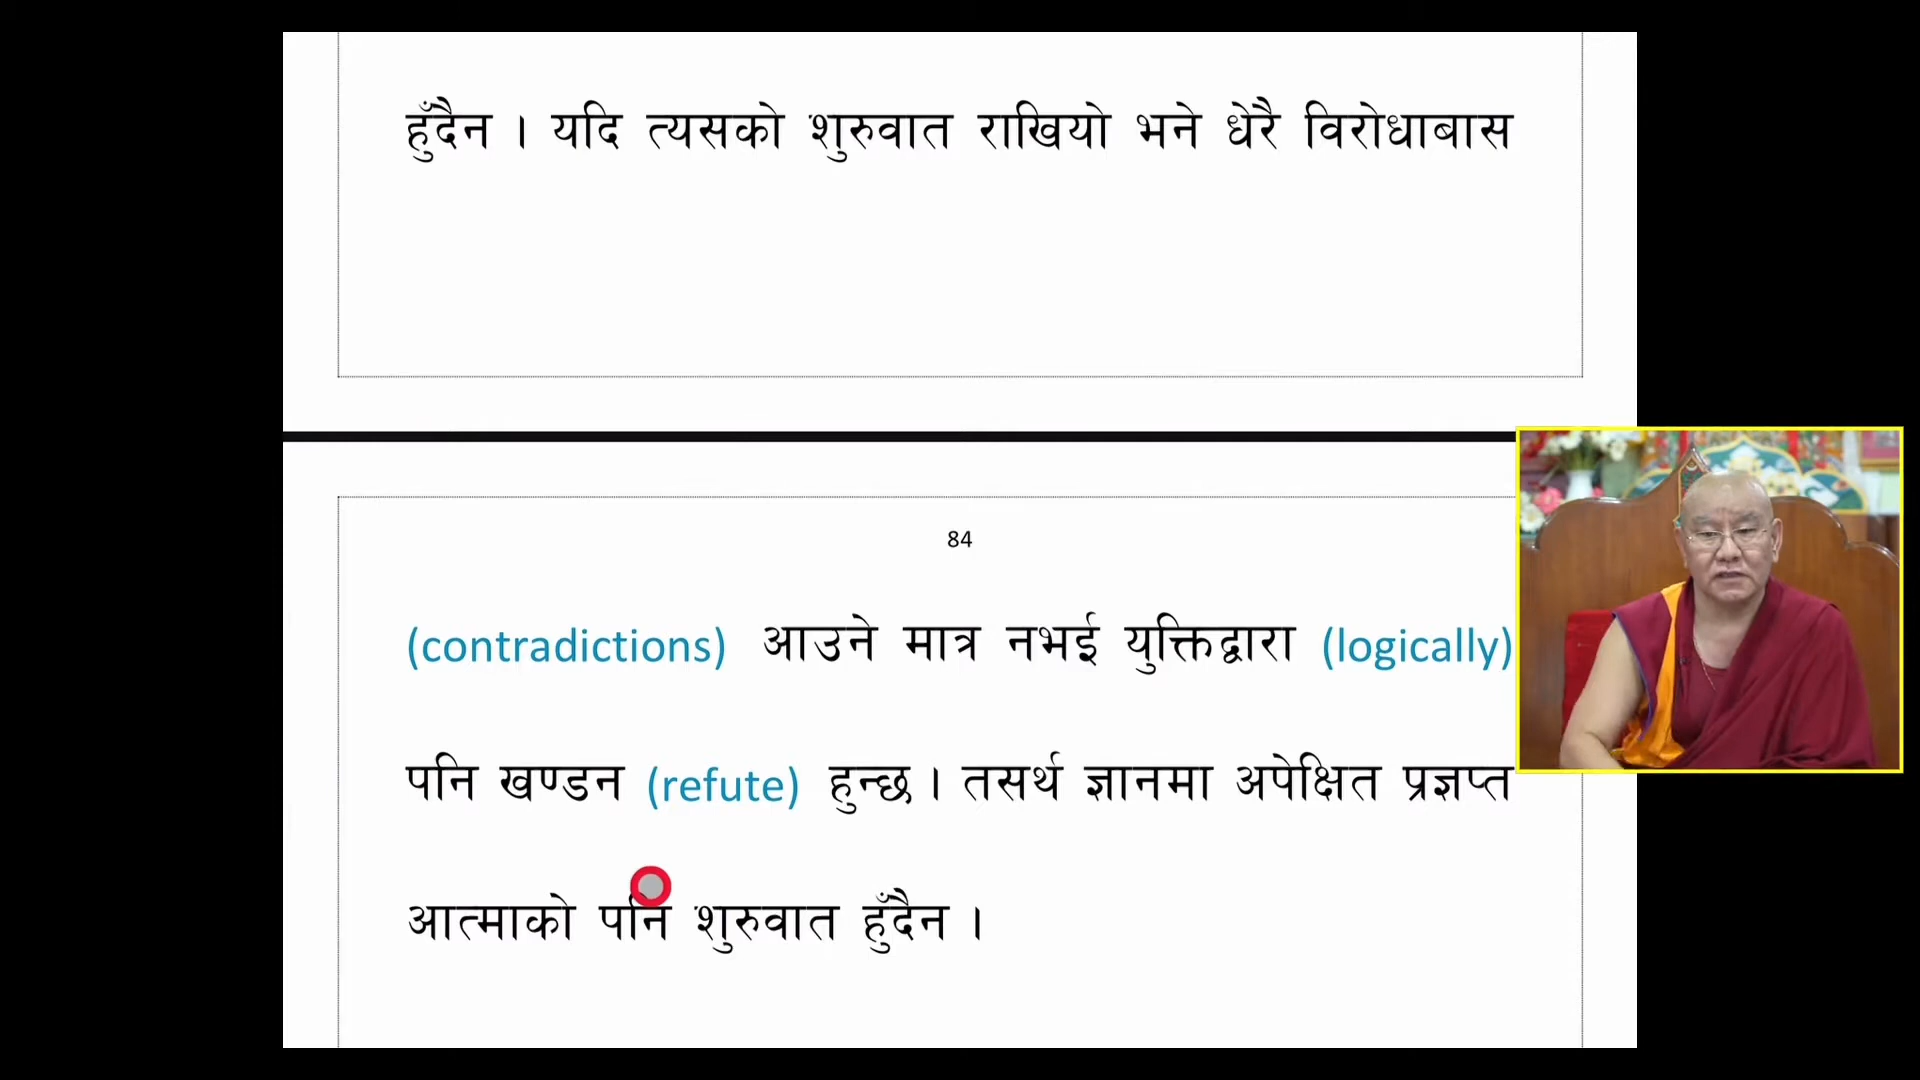 हुँदैन । यदि त्यसको शुरुवात राखियो भने धेरै विरोधाबास
84
(contradictions) आउने मात्र नभई युक्तिद्वारा (logically)
पनि खण्डन (refute) हुन्छ । तसर्थ ज्ञानमा अपेक्षित प्रज्ञप्त
आत्माको पनि शुरुवात हुँदैन ।